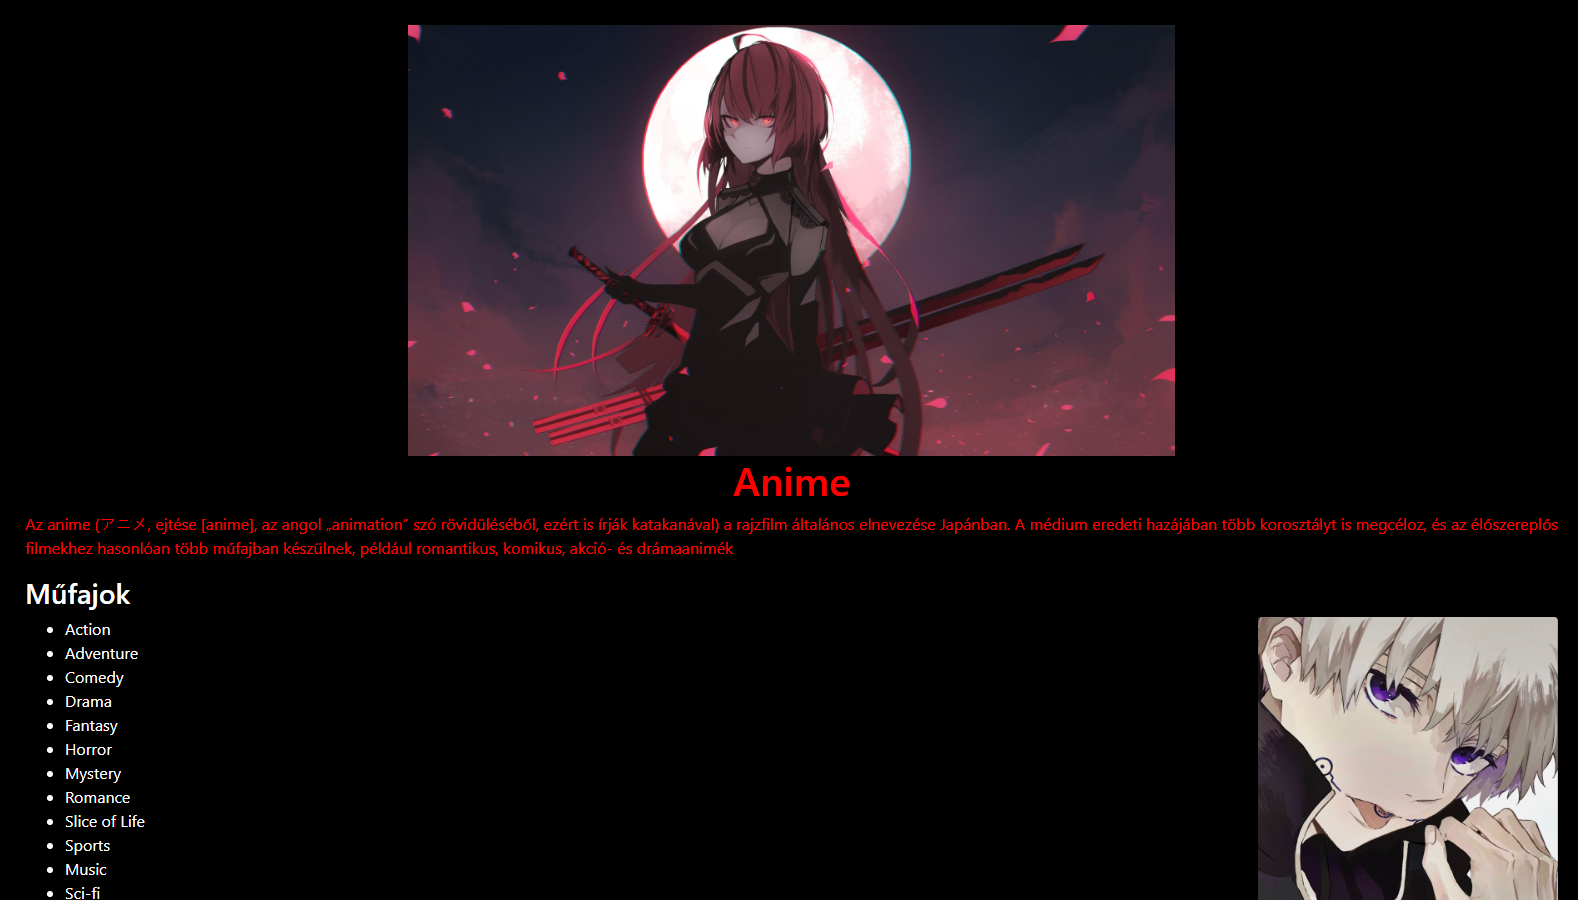 Anime
Az anime (アニメ, ejtése [anime], az angol „animation” szó rövidüléséből, ezért is írják katakanával) a rajzfilm általános elnevezése Japánban. A médium eredeti hazájában több korosztályt is megcéloz, és az élőszereplős
filmekhez hasonlóan több műfajban készülnek, például romantikus, komikus, akció- és drámaanimék
Műfajok
Action
Adventure
Comedy
Drama
Fantasy
Horror
Mystery
Romance
Slice of Life
Sports
Music
Sci-fi